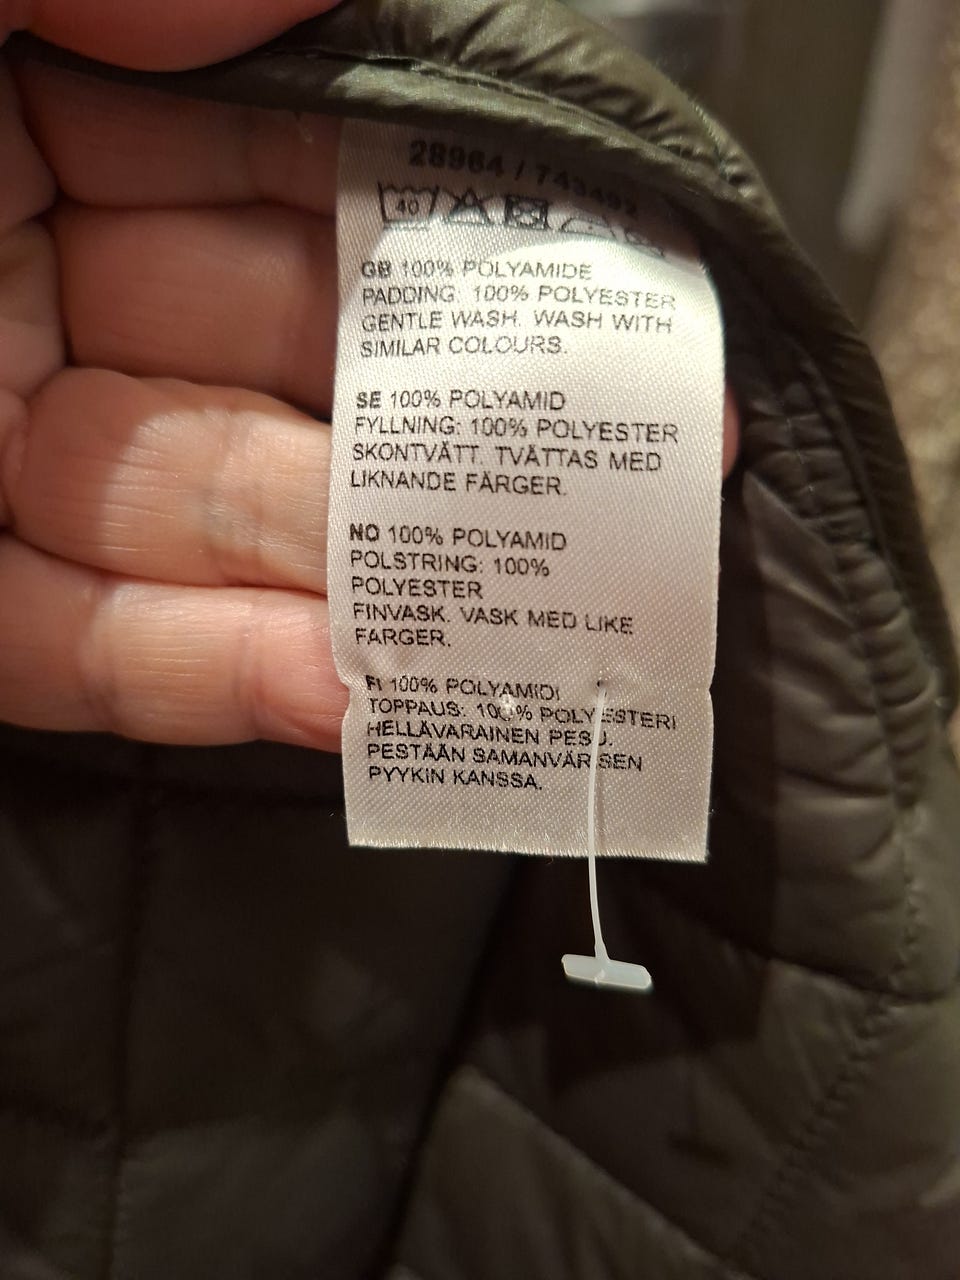 28964 / 743492
40
GB 100% POLYAMIDE
PADDING: 100% POLYESTER
GENTLE WASH. WASH WITH
SIMILAR COLOURS.
SE 100% POLYAMID
FYLLNING: 100% POLYESTER
SKONTVÄTT. TVÄTTAS MED
LIKNANDE FÄRGER.
NO 100% POLYAMID
POLSTRING: 100%
POLYESTER
FINVASK. VASK MED LIKE
FARGER.
FI 100% POLYAMIDI
TOPPAUS: 100% POLYESTERI
HELLÄVARAINEN PESU.
PESTÄÄN SAMANVÄRISEN
PYYKIN KANSSA.